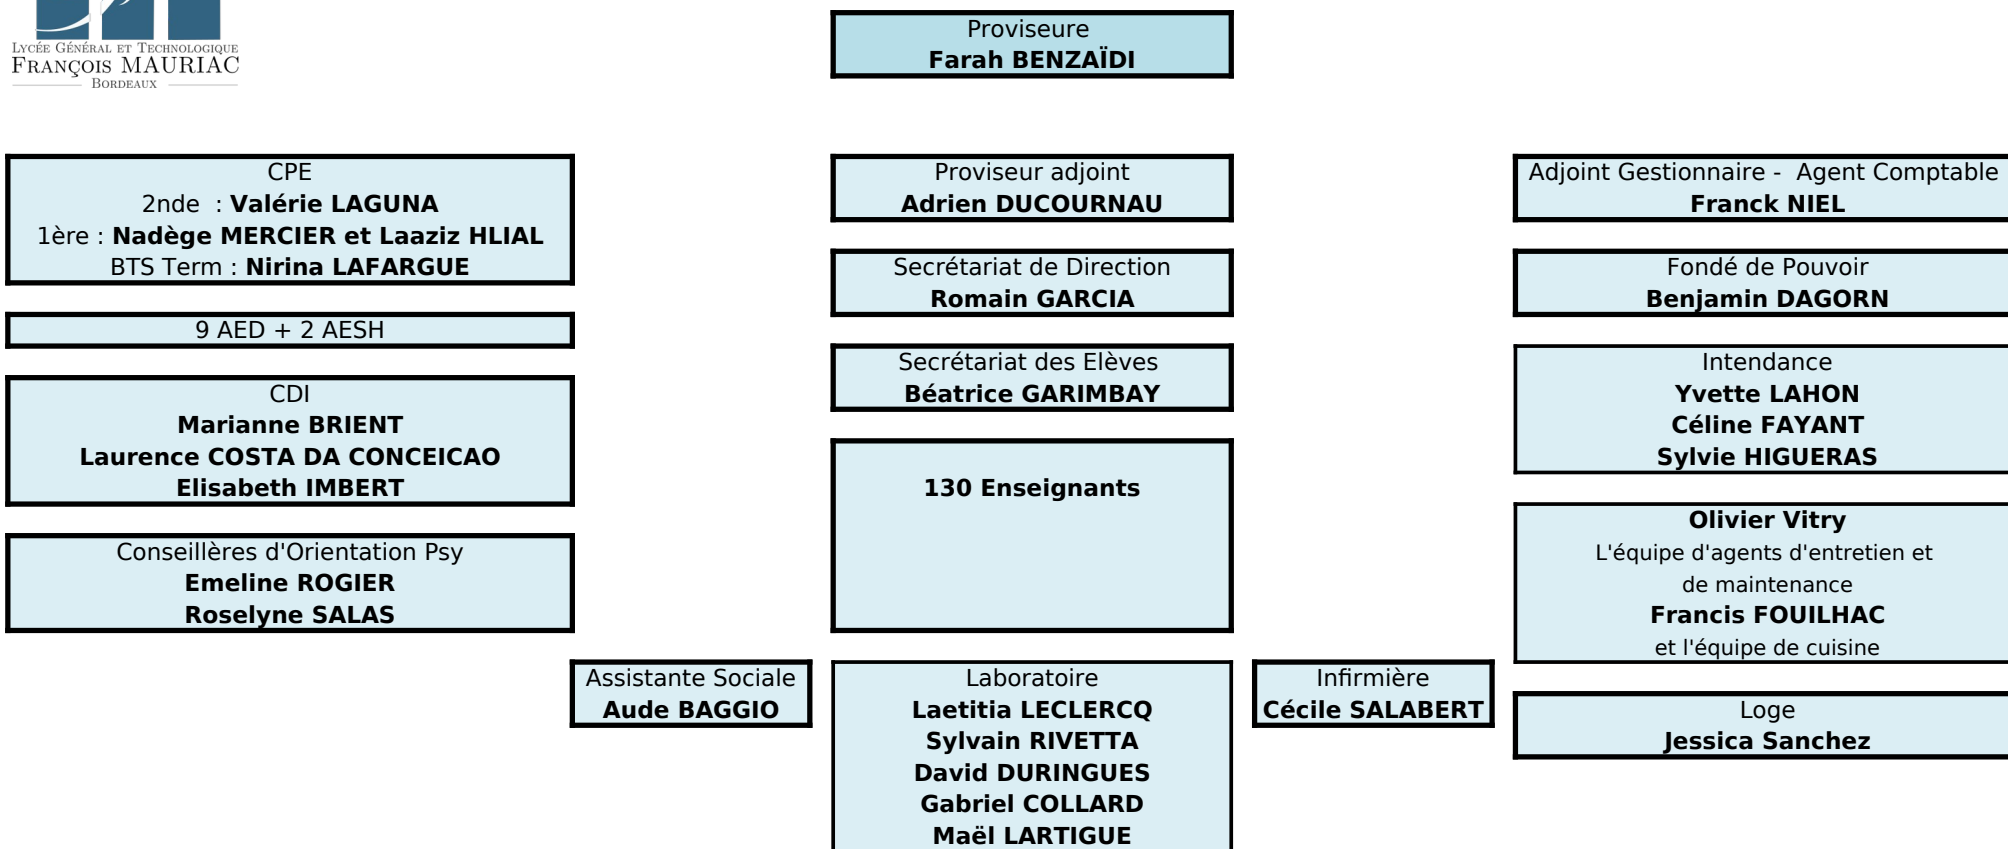 LYCÉE GÉNÉRAL ET TECHNOLOGIQUE
FRANÇOIS MAURIAC
BORDEAUX
Proviseure
Farah BENZAÏDI
CPE
2nde : Valérie LAGUNA
1ère : Nadège MERCIER et Laaziz HLIAL
BTS Term : Nirina LAFARGUE
9 AED + 2 AESH
CDI
Marianne BRIENT
Laurence COSTA DA CONCEICAO
Elisabeth IMBERT
Conseillères d'Orientation Psy
Emeline ROGIER
Roselyne SALAS
Assistante Sociale
Aude BAGGIO
Proviseur adjoint
Adrien DUCOURNAU
Secrétariat de Direction
Romain GARCIA
Secrétariat des Elèves
Béatrice GARIMBAY
130 Enseignants
Laboratoire
Laetitia LECLERCQ
Sylvain RIVETTA
David DURINGUES
Gabriel COLLARD
Maël LARTIGUE
Infirmière
Cécile SALABERT
Adjoint Gestionnaire - Agent Comptable
Franck NIEL
Fondé de Pouvoir
Benjamin DAGORN
Intendance
Yvette LAHON
Céline FAYANT
Sylvie HIGUERAS
Olivier Vitry
L'équipe d'agents d'entretien et
de maintenance
Francis FOUILHAC
et l'équipe de cuisine
Loge
Jessica Sanchez